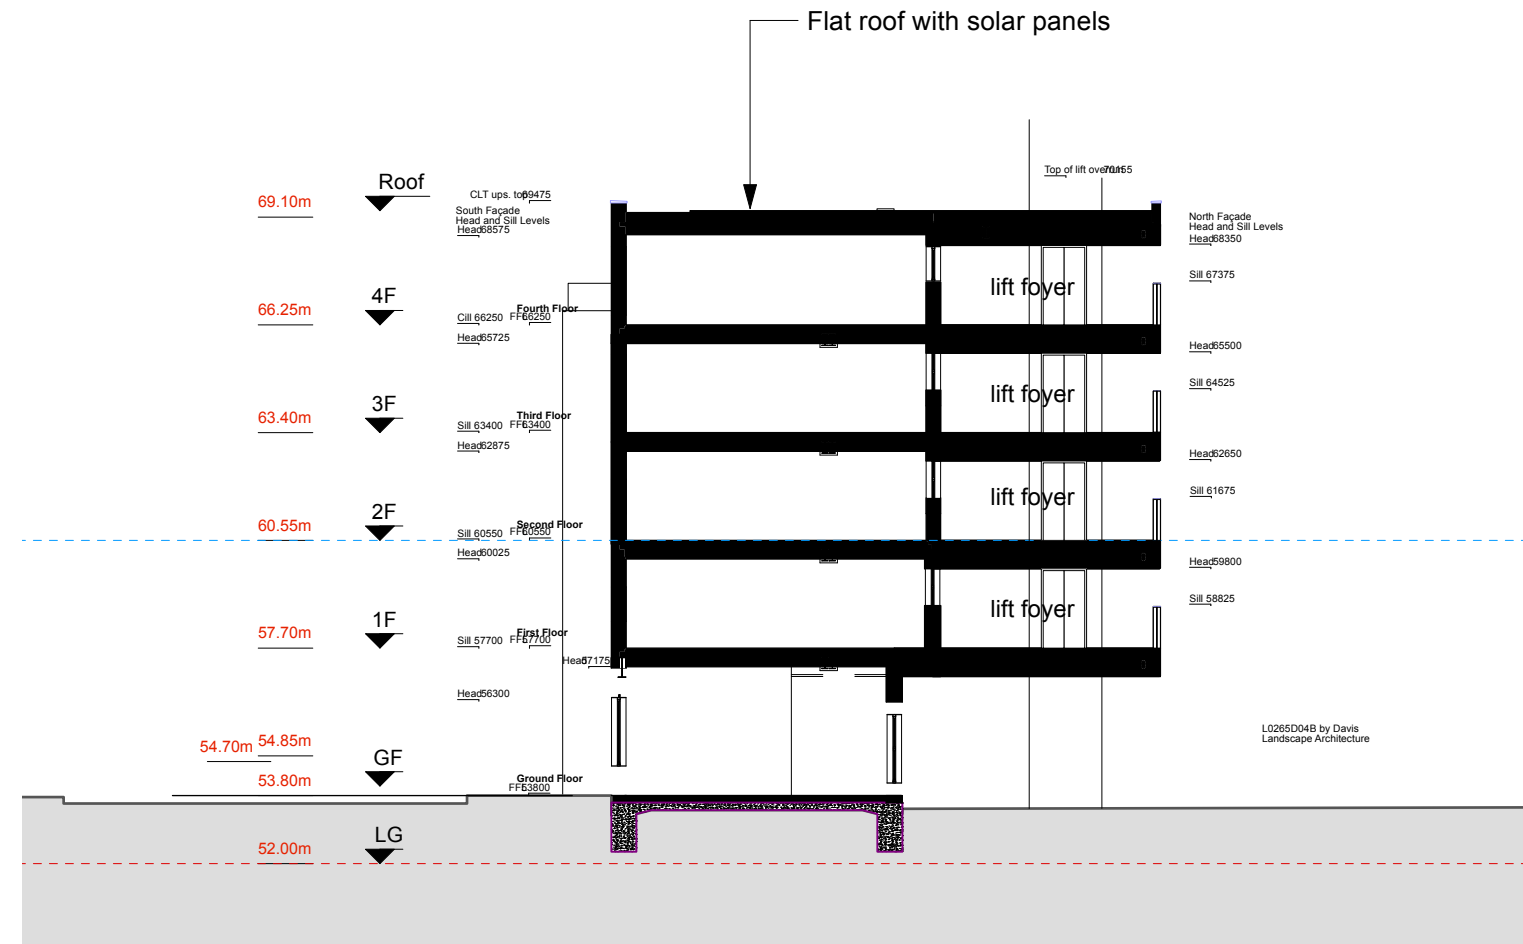 Flat roof with solar panels
Top of lift overrun 70155
Roof
69.10m
CLT ups. top 69475
South Façade
Head and Sill Levels
Head 68575
North Façade
Head and Sill Levels
Head 68350
Sill 67375
lift foyer
4F
66.25m
Fourth Floor
Cill 66250
FFL 66250
Head 65725
Head 65500
Sill 64525
lift foyer
3F
63.40m
Third Floor
Sill 63400
FFL 63400
Head 62875
Head 62650
Sill 61675
lift foyer
2F
60.55m
Second Floor
Sill 60550
FFL 60550
Head 60025
Head 59800
Sill 58825
lift foyer
1F
57.70m
First Floor
Sill 57700
FFL 57700
Head 57175
Head 56300
L0265D04B by Davis
Landscape Architecture
54.70m
54.85m
GF
53.80m
Ground Floor
FFL 53800
LG
52.00m